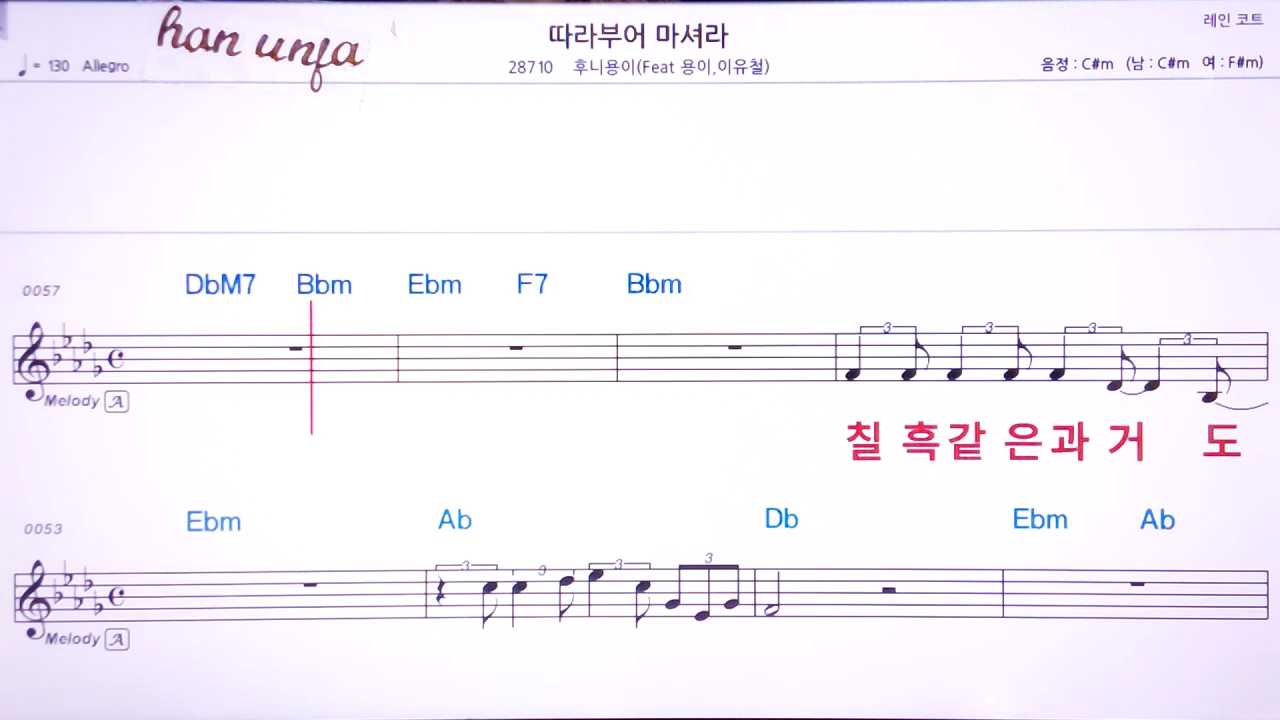 han unfa
레인 코트
따라부어 마셔라
♩= 130 Allegro
28710 후니용이(Feat 용이,이유철)
음정 : C#m (남 : C#m 여 : F#m)
0057 DbM7 Bbm Ebm F7 Bbm
3 3 3 3
Melody A
칠 흑같 은과 거 도
0053 Ebm Ab Db Ebm Ab
3 3 3 3
Melody A